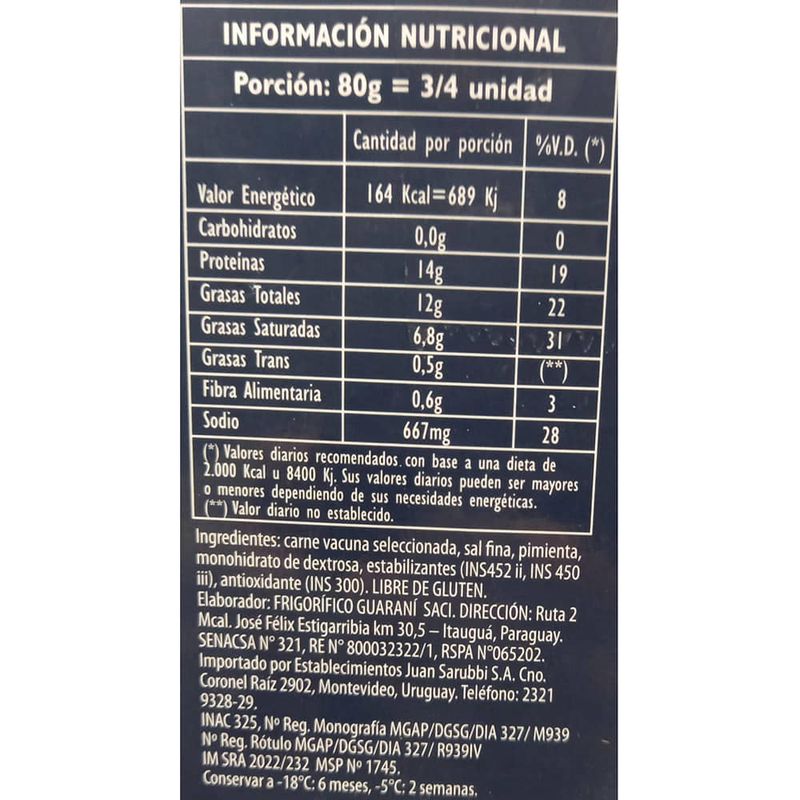 INFORMACIÓN NUTRICIONAL
Porción: 80g = 3/4 unidad
Cantidad por porción %V.D. (*)
Valor Energético 164 Kcal=689 Kj 8
Carbohidratos 0,0g 0
Proteínas 14g 19
Grasas Totales 12g 22
Grasas Saturadas 6,8g 31
Grasas Trans 0,5g (**)
Fibra Alimentaria 0,6g 3
Sodio 667mg 28
(*) Valores diarios recomendados con base a una dieta de
2.000 Kcal u 8400 Kj. Sus valores diarios pueden ser mayores
o menores dependiendo de sus necesidades energéticas.
(**) Valor diario no establecido.
Ingredientes: carne vacuna seleccionada, sal fina, pimienta,
monohidrato de dextrosa, estabilizantes (INS452 ii, INS 450
iii), antioxidante (INS 300). LIBRE DE GLUTEN.
Elaborador: FRIGORÍFICO GUARANÍ SACI. DIRECCIÓN: Ruta 2
Mcal. José Félix Estigarribia km 30,5 – Itauguá, Paraguay.
SENACSA N° 321, RE N° 800032322/1, RSPA N°065202.
Importado por Establecimientos Juan Sarubbi S.A. Cno.
Coronel Raíz 2902, Montevideo, Uruguay. Teléfono: 2321
9328-29.
INAC 325, Nº Reg. Monografía MGAP/DGSG/DIA 327/ M939
Nº Reg. Rótulo MGAP/DGSG/DIA 327/ R939IV
IM SRA 2022/232 MSP Nº 1745.
Conservar a -18°C: 6 meses, -5°C: 2 semanas.